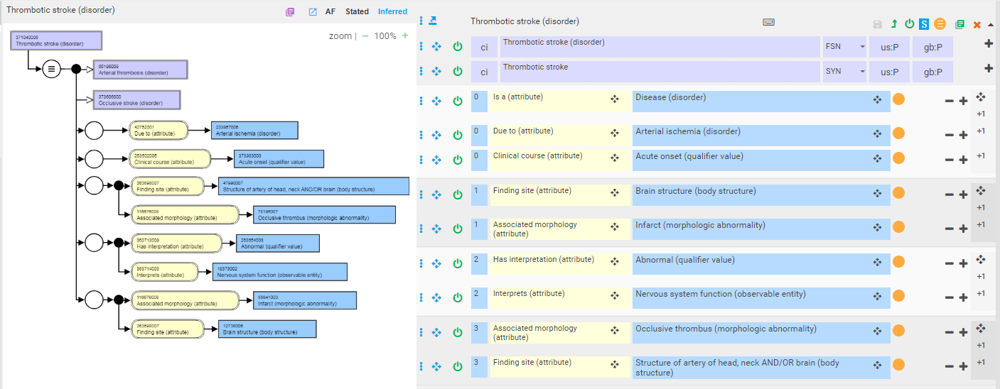 Thrombotic stroke (disorder)
AF Stated Inferred
zoom | − 100% +
371040005
Thrombotic stroke (disorder)
65198009
Arterial thrombosis (disorder)
373606000
Occlusive stroke (disorder)
42752001
Due to (attribute)
233957006
Arterial ischemia (disorder)
263502005
Clinical course (attribute)
373933003
Acute onset (qualifier value)
363698007
Finding site (attribute)
47990007
Structure of artery of head, neck AND/OR brain (body structure)
116676008
Associated morphology (attribute)
78195007
Occlusive thrombus (morphologic abnormality)
363713009
Has interpretation (attribute)
263654008
Abnormal (qualifier value)
363714003
Interprets (attribute)
18373002
Nervous system function (observable entity)
116676008
Associated morphology (attribute)
55641003
Infarct (morphologic abnormality)
363698007
Finding site (attribute)
12738006
Brain structure (body structure)
Thrombotic stroke (disorder)
S
ci Thrombotic stroke (disorder) FSN us:P gb:P
ci Thrombotic stroke SYN us:P gb:P
0 Is a (attribute) Disease (disorder)
+1
0 Due to (attribute) Arterial ischemia (disorder) +1
0 Clinical course (attribute) Acute onset (qualifier value) +1
1 Finding site (attribute) Brain structure (body structure)
+1
1 Associated morphology (attribute) Infarct (morphologic abnormality) +1
2 Has interpretation (attribute) Abnormal (qualifier value)
+1
2 Interprets (attribute) Nervous system function (observable entity) +1
3 Associated morphology (attribute) Occlusive thrombus (morphologic abnormality)
+1
3 Finding site (attribute) Structure of artery of head, neck AND/OR brain (body
structure)
+1